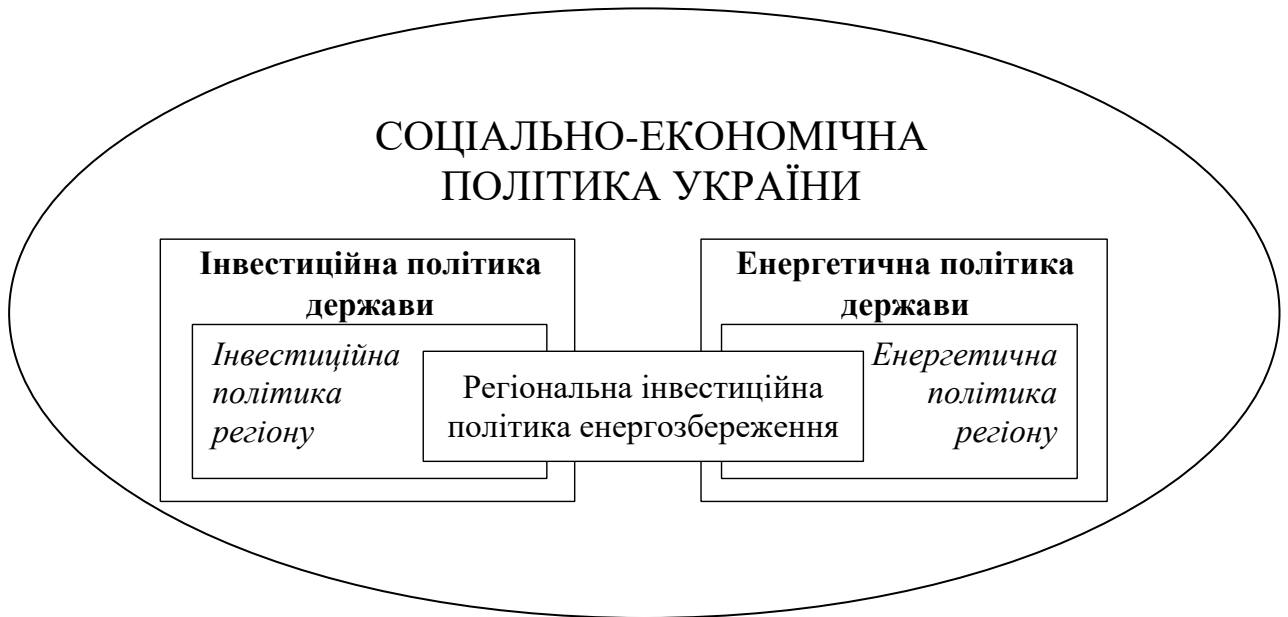 СОЦІАЛЬНО-ЕКОНОМІЧНА
ПОЛІТИКА УКРАЇНИ
Інвестиційна політика
держави
Інвестиційна
політика
регіону
Регіональна інвестиційна
політика енергозбереження
Енергетична політика
держави
Енергетична
політика
регіону